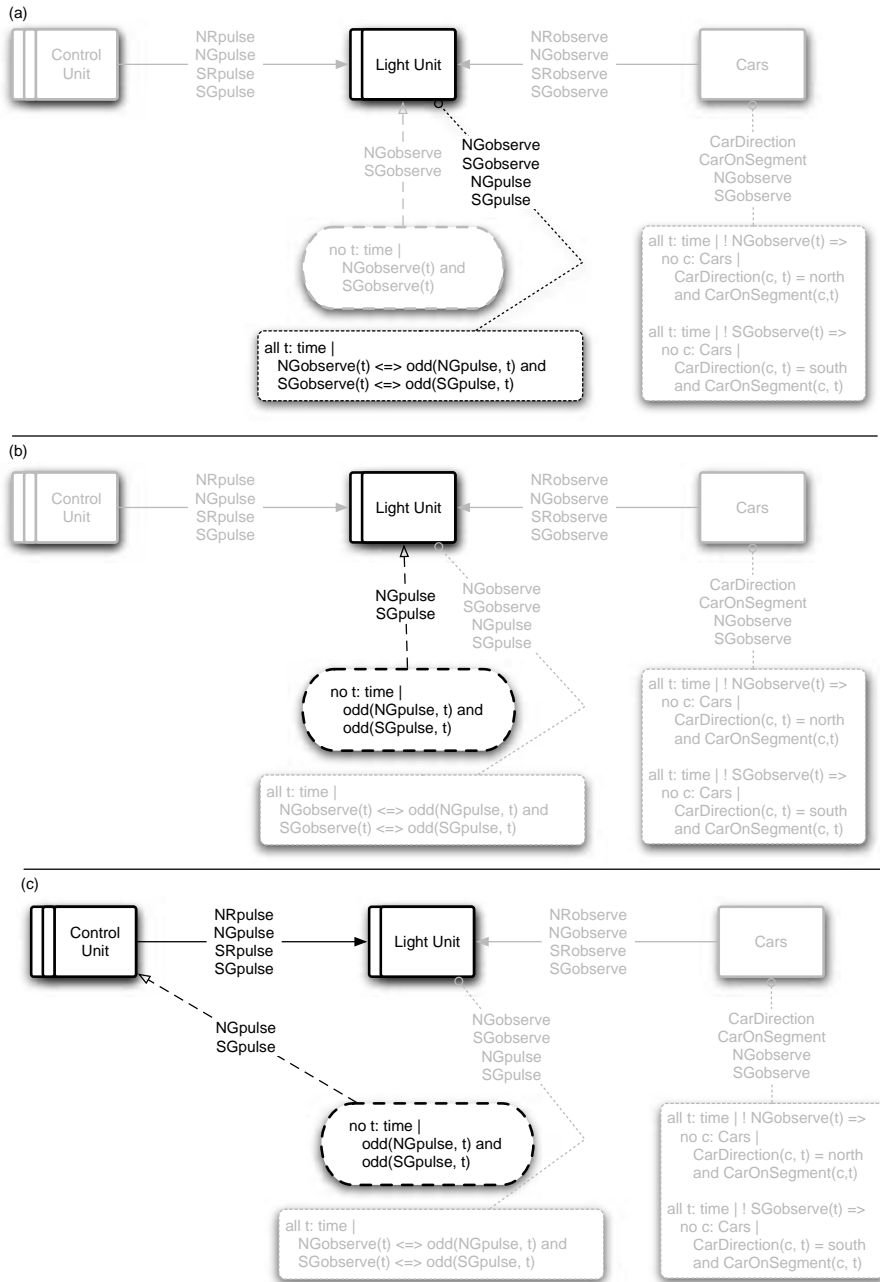 (a)
Control
Unit
NRpulse
NGpulse
SRpulse
SGpulse
Light Unit
NRobserve
NGobserve
SRobserve
SGobserve
Cars
NGobserve
SGobserve
NGobserve
SGobserve
NGpulse
SGpulse
CarDirection
CarOnSegment
NGobserve
SGobserve
no t: time |
NGobserve(t) and
SGobserve(t)
all t: time |
NGobserve(t) <=> odd(NGpulse, t) and
SGobserve(t) <=> odd(SGpulse, t)
all t: time | ! NGobserve(t) =>
no c: Cars |
CarDirection(c, t) = north
and CarOnSegment(c,t)
all t: time | ! SGobserve(t) =>
no c: Cars |
CarDirection(c, t) = south
and CarOnSegment(c, t)
(b)
Control
Unit
NRpulse
NGpulse
SRpulse
SGpulse
Light Unit
NRobserve
NGobserve
SRobserve
SGobserve
Cars
NGpulse
SGpulse
NGobserve
SGobserve
NGpulse
SGpulse
CarDirection
CarOnSegment
NGobserve
SGobserve
no t: time |
odd(NGpulse, t) and
odd(SGpulse, t)
all t: time |
NGobserve(t) <=> odd(NGpulse, t) and
SGobserve(t) <=> odd(SGpulse, t)
all t: time | ! NGobserve(t) =>
no c: Cars |
CarDirection(c, t) = north
and CarOnSegment(c,t)
all t: time | ! SGobserve(t) =>
no c: Cars |
CarDirection(c, t) = south
and CarOnSegment(c, t)
(c)
Control
Unit
NRpulse
NGpulse
SRpulse
SGpulse
Light Unit
NRobserve
NGobserve
SRobserve
SGobserve
Cars
NGpulse
SGpulse
NGobserve
SGobserve
NGpulse
SGpulse
CarDirection
CarOnSegment
NGobserve
SGobserve
no t: time |
odd(NGpulse, t) and
odd(SGpulse, t)
all t: time |
NGobserve(t) <=> odd(NGpulse, t) and
SGobserve(t) <=> odd(SGpulse, t)
all t: time | ! NGobserve(t) =>
no c: Cars |
CarDirection(c, t) = north
and CarOnSegment(c,t)
all t: time | ! SGobserve(t) =>
no c: Cars |
CarDirection(c, t) = south
and CarOnSegment(c, t)